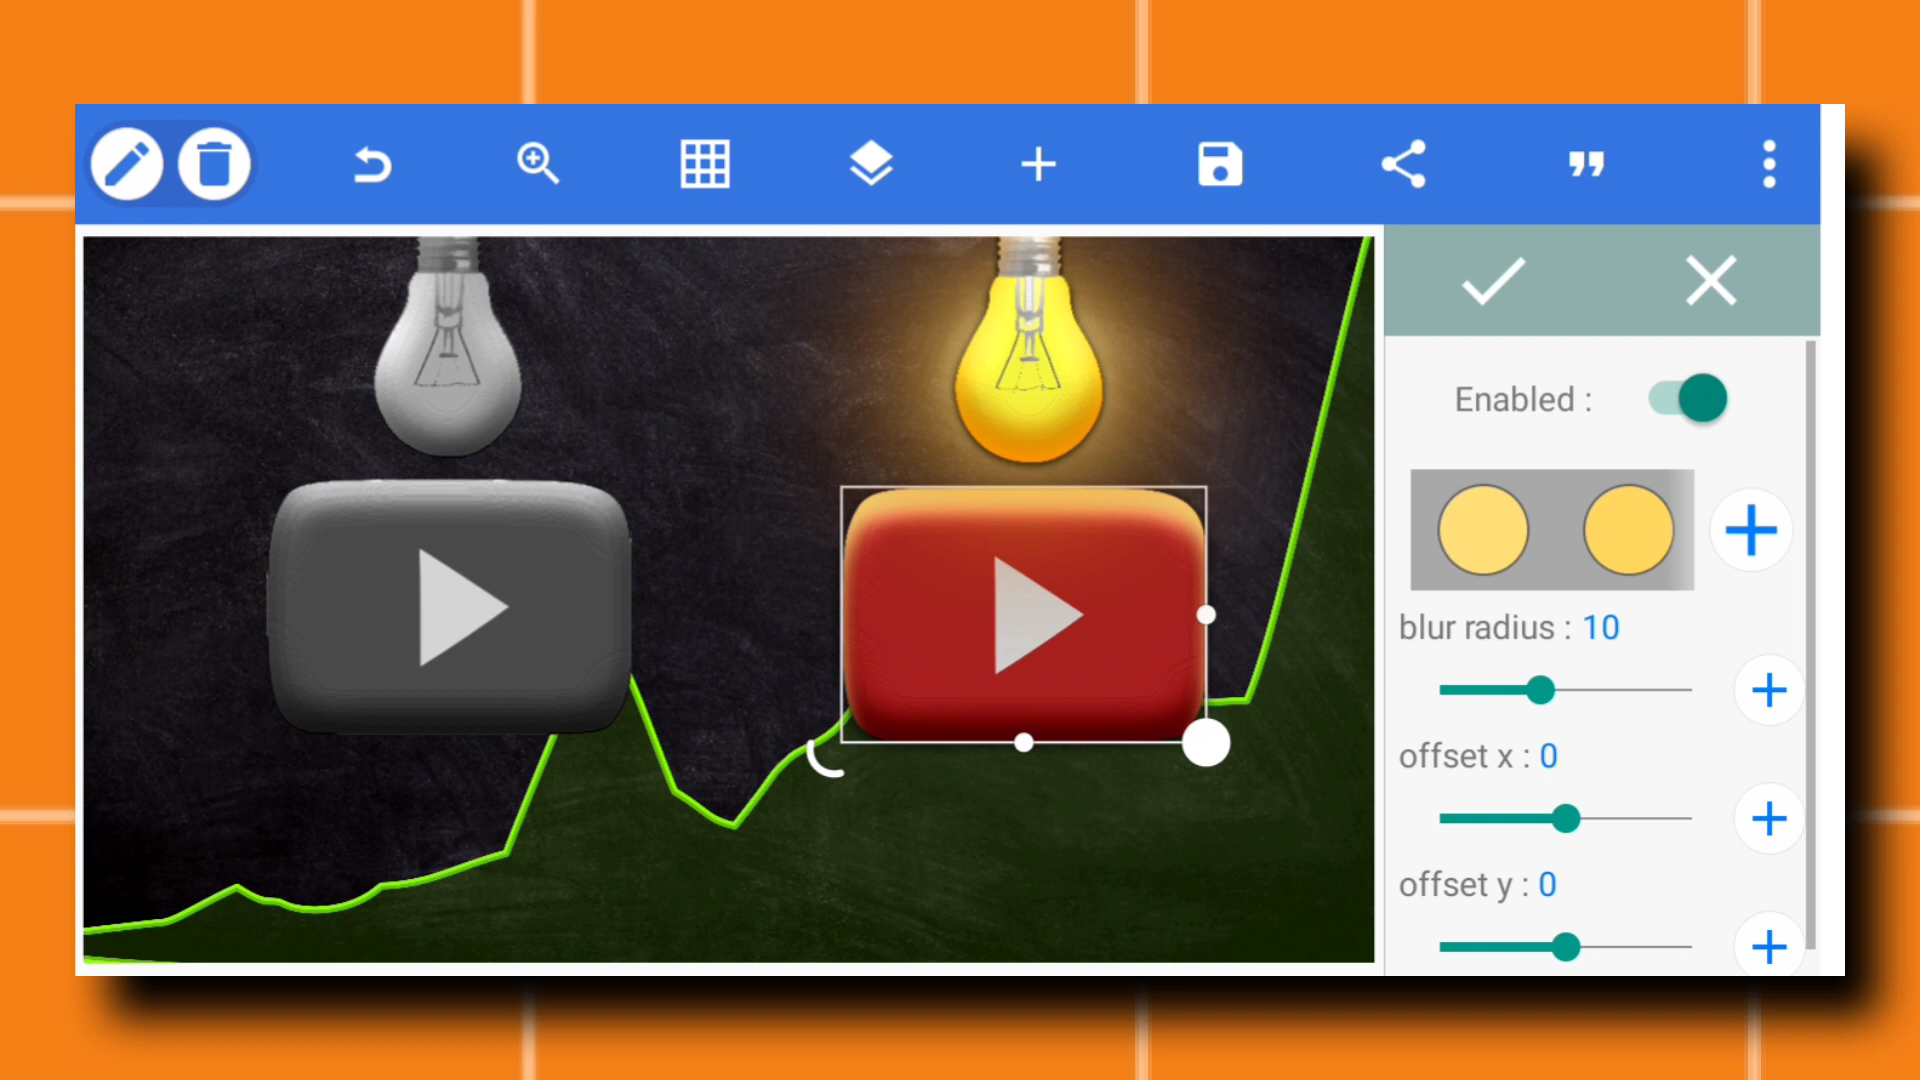 Enabled :
blur radius : 10
offset x : 0
offset y : 0